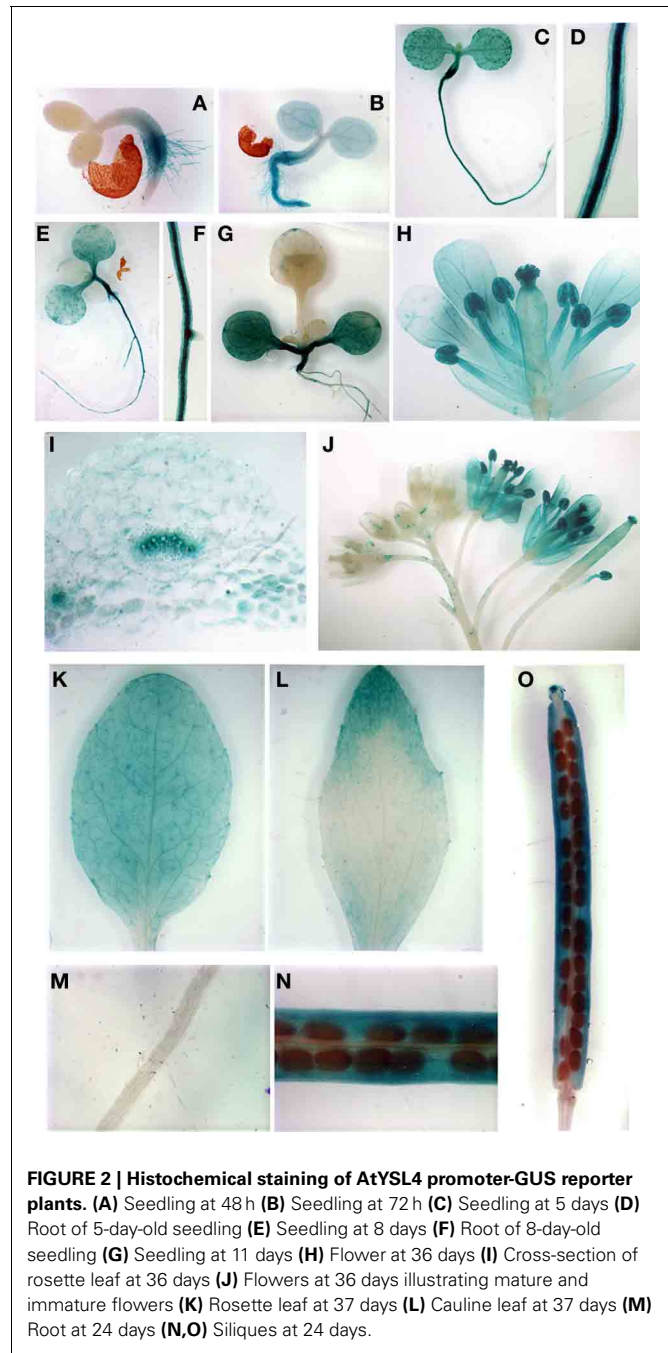 A
B
C
D
E
F
G
H
I
J
K
L
O
M
N
FIGURE 2 | Histochemical staining of AtYSL4 promoter-GUS reporter
plants. (A) Seedling at 48 h (B) Seedling at 72 h (C) Seedling at 5 days (D)
Root of 5-day-old seedling (E) Seedling at 8 days (F) Root of 8-day-old
seedling (G) Seedling at 11 days (H) Flower at 36 days (I) Cross-section of
rosette leaf at 36 days (J) Flowers at 36 days illustrating mature and
immature flowers (K) Rosette leaf at 37 days (L) Cauline leaf at 37 days (M)
Root at 24 days (N,O) Siliques at 24 days.